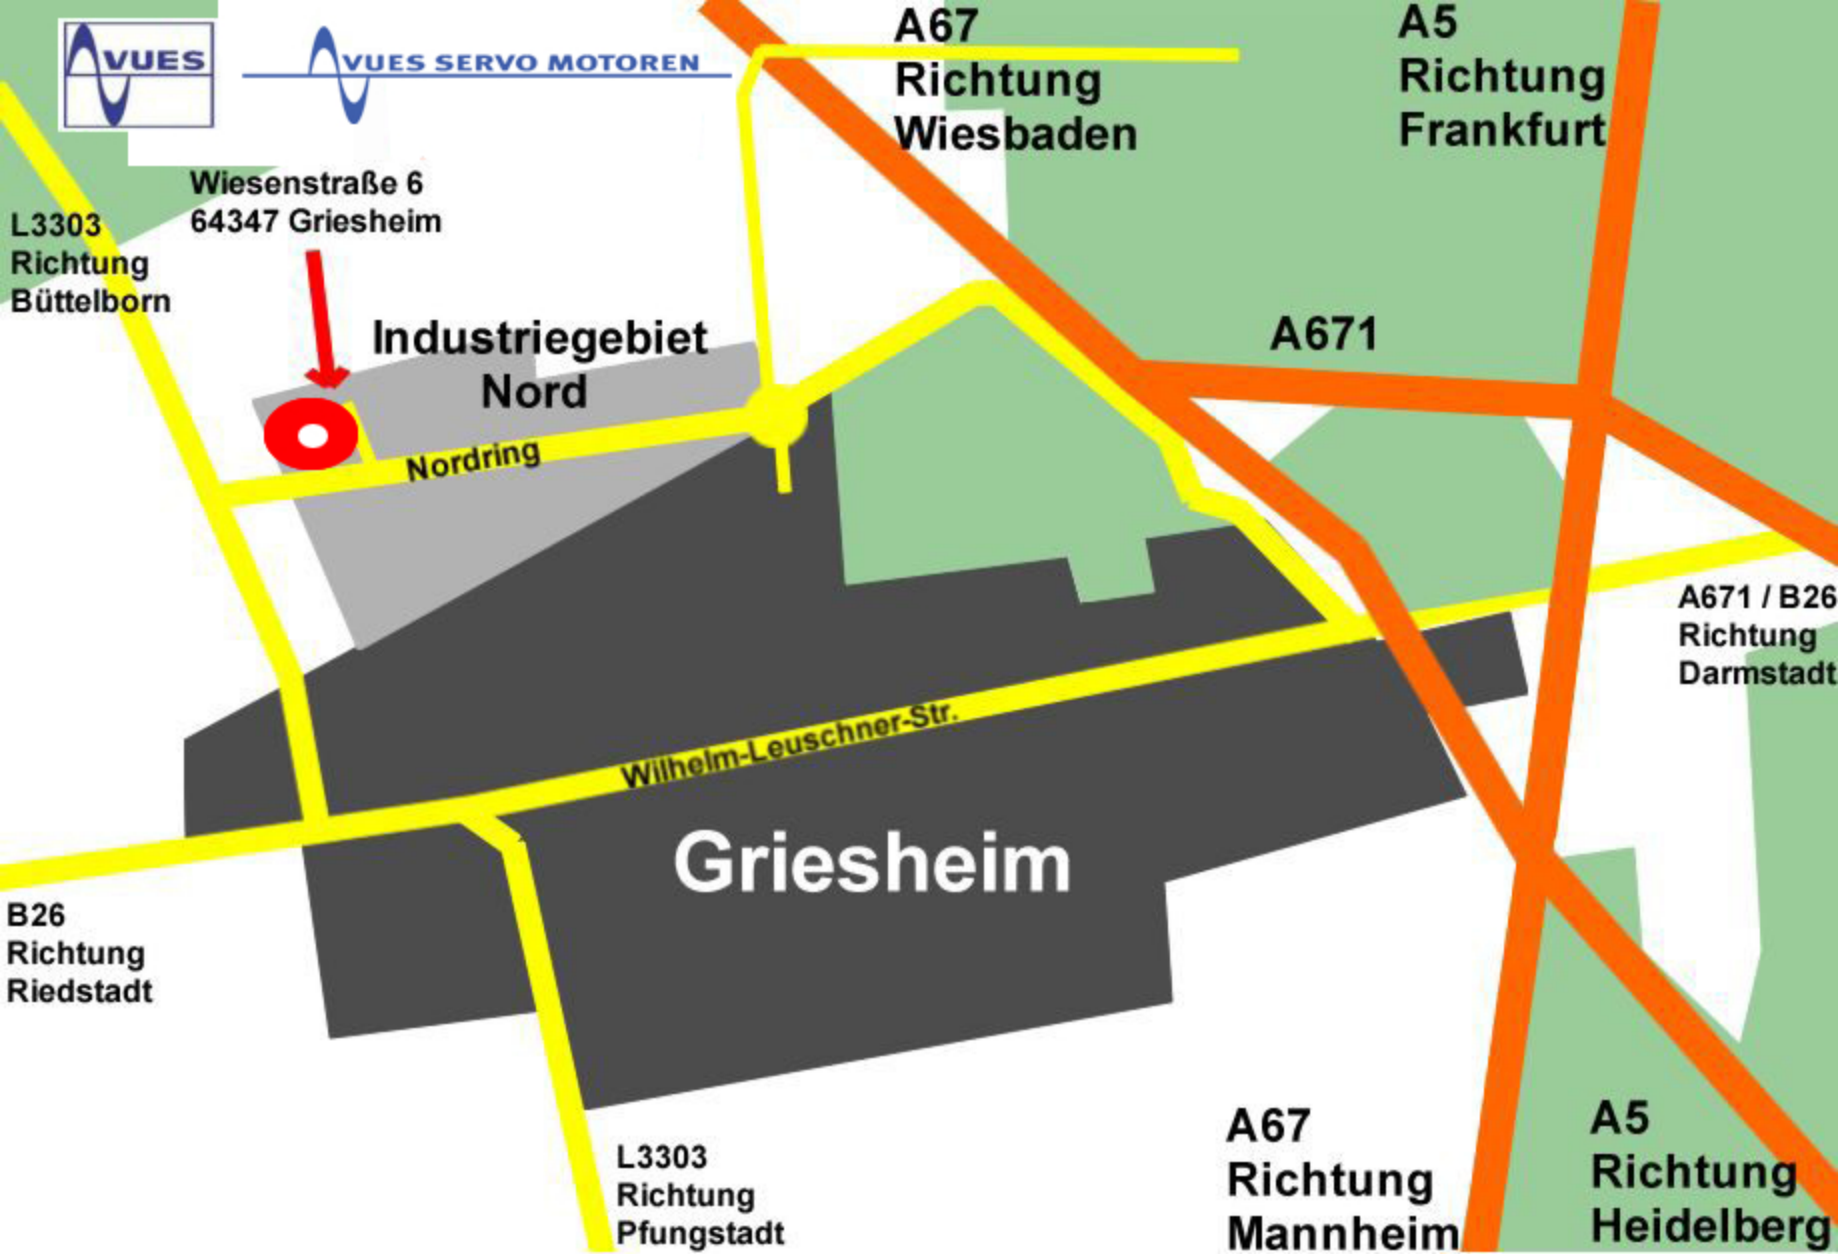 VUES
VUES SERVO MOTOREN
A67
Richtung
Wiesbaden
A5
Richtung
Frankfurt
Wiesenstraße 6
64347 Griesheim
L3303
Richtung
Büttelborn
Industriegebiet
Nord
A671
Nordring
A671 / B26
Richtung
Darmstadt
Wilhelm-Leuschner-Str.
Griesheim
B26
Richtung
Riedstadt
L3303
Richtung
Pfungstadt
A67
Richtung
Mannheim
A5
Richtung
Heidelberg